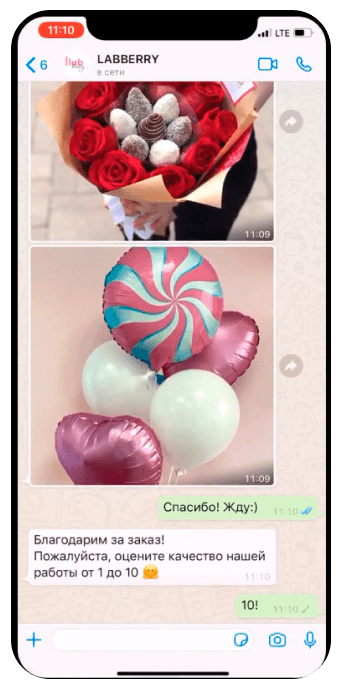 11:10
LTE
6
LABBERRY
в сети
11:09
11:09
Спасибо! Жду:)
11:10
Благодарим за заказ!
Пожалуйста, оцените качество нашей
работы от 1 до 10 🤗
11:10
10!
11:10